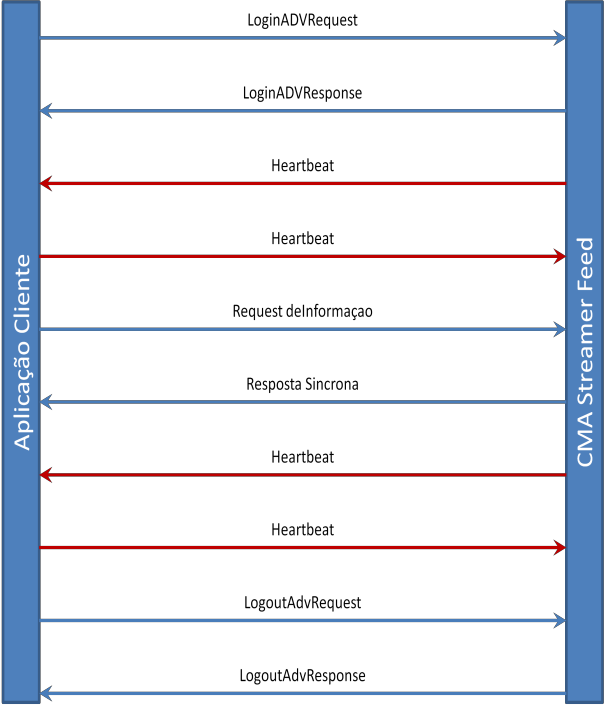 LoginADVRequest
LoginADVResponse
Heartbeat
Heartbeat
Request deInformaçao
Resposta Sincrona
Heartbeat
Heartbeat
LogoutAdvRequest
LogoutAdvResponse
Aplicação Cliente
CMA Streamer Feed